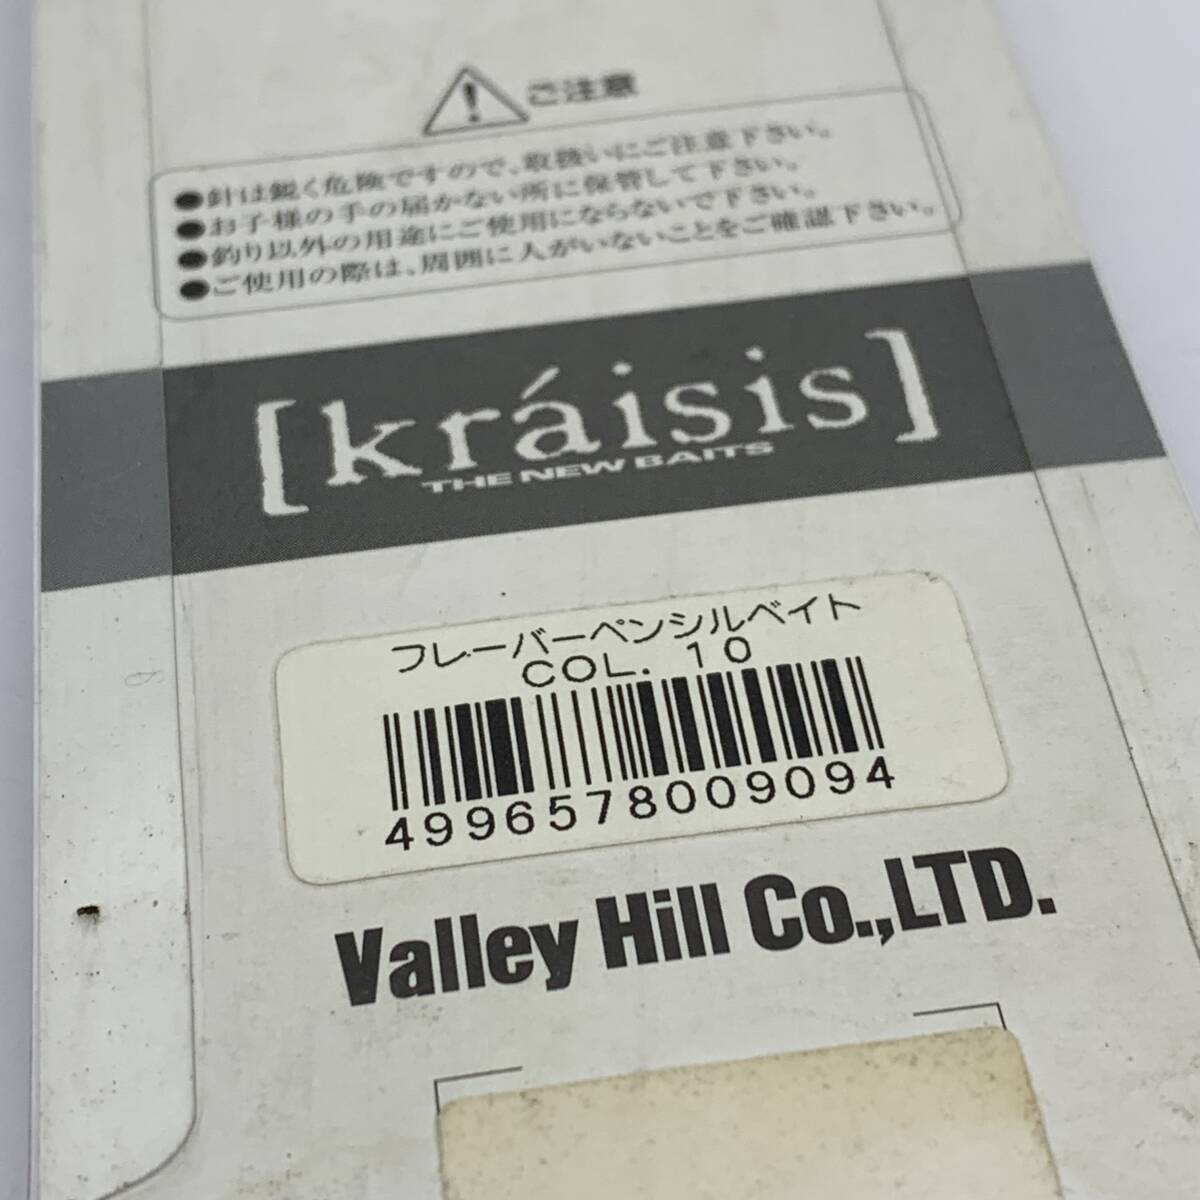 ご注意
●針は鋭く危険ですので、取扱いにご注意下さい。
●お子様の手の届かない所に保管して下さい。
●釣り以外の用途にご使用にならないで下さい。
●ご使用の際は、周囲に人がいないことをご確認下さい。
[kráisis]
THE NEW BAITS
フレーバーペンシルベイト
COL. 10
4996578009094
Valley Hill Co.,LTD.